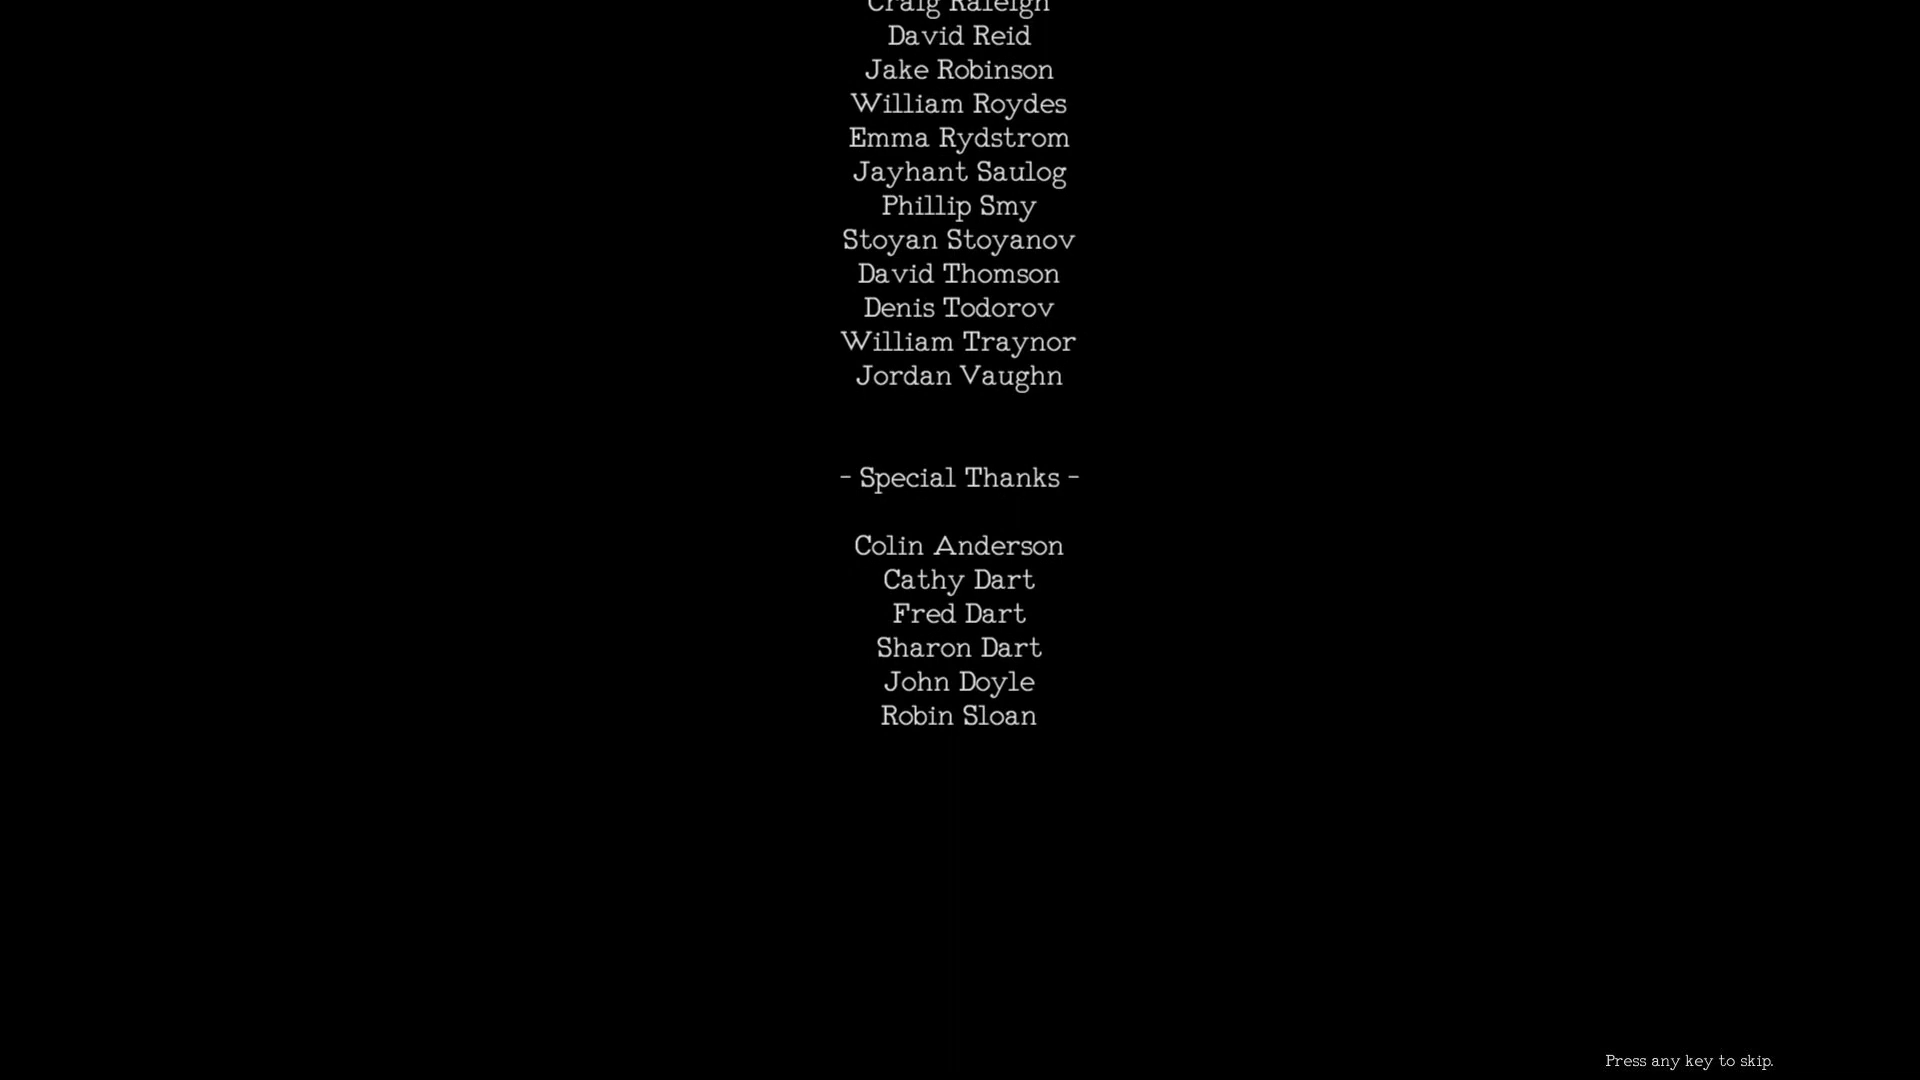 Craig Raleigh
David Reid
Jake Robinson
William Roydes
Emma Rydstrom
Jayhant Saulog
Phillip Smy
Stoyan Stoyanov
David Thomson
Denis Todorov
William Traynor
Jordan Vaughn
- Special Thanks -
Colin Anderson
Cathy Dart
Fred Dart
Sharon Dart
John Doyle
Robin Sloan
Press any key to skip.